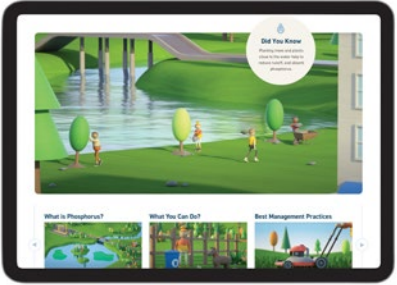 Did You Know
Planting trees and plants
close to the water helps to
reduce runoff, and absorb
phosphorus.
What is Phosphorus?
What You Can Do?
Best Management Practices